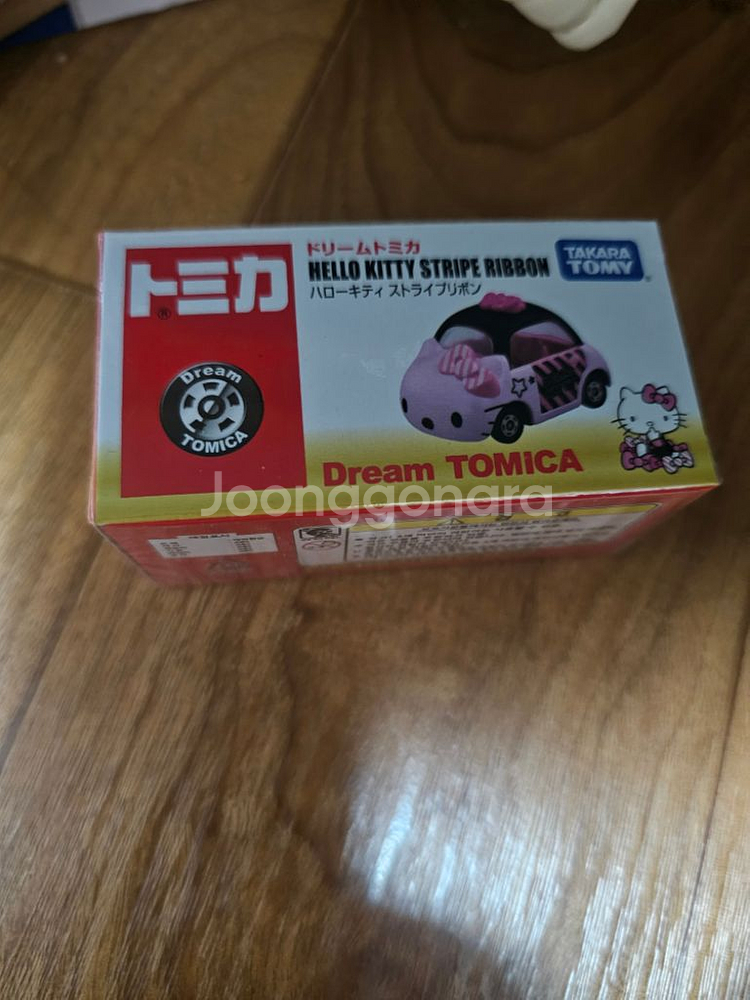 トミカ®
ドリームトミカ
HELLO KITTY STRIPE RIBBON
ハローキティ ストライプリボン
TAKARA
TOMY
Dream
TOMICA
Dream TOMICA
Joonggonara